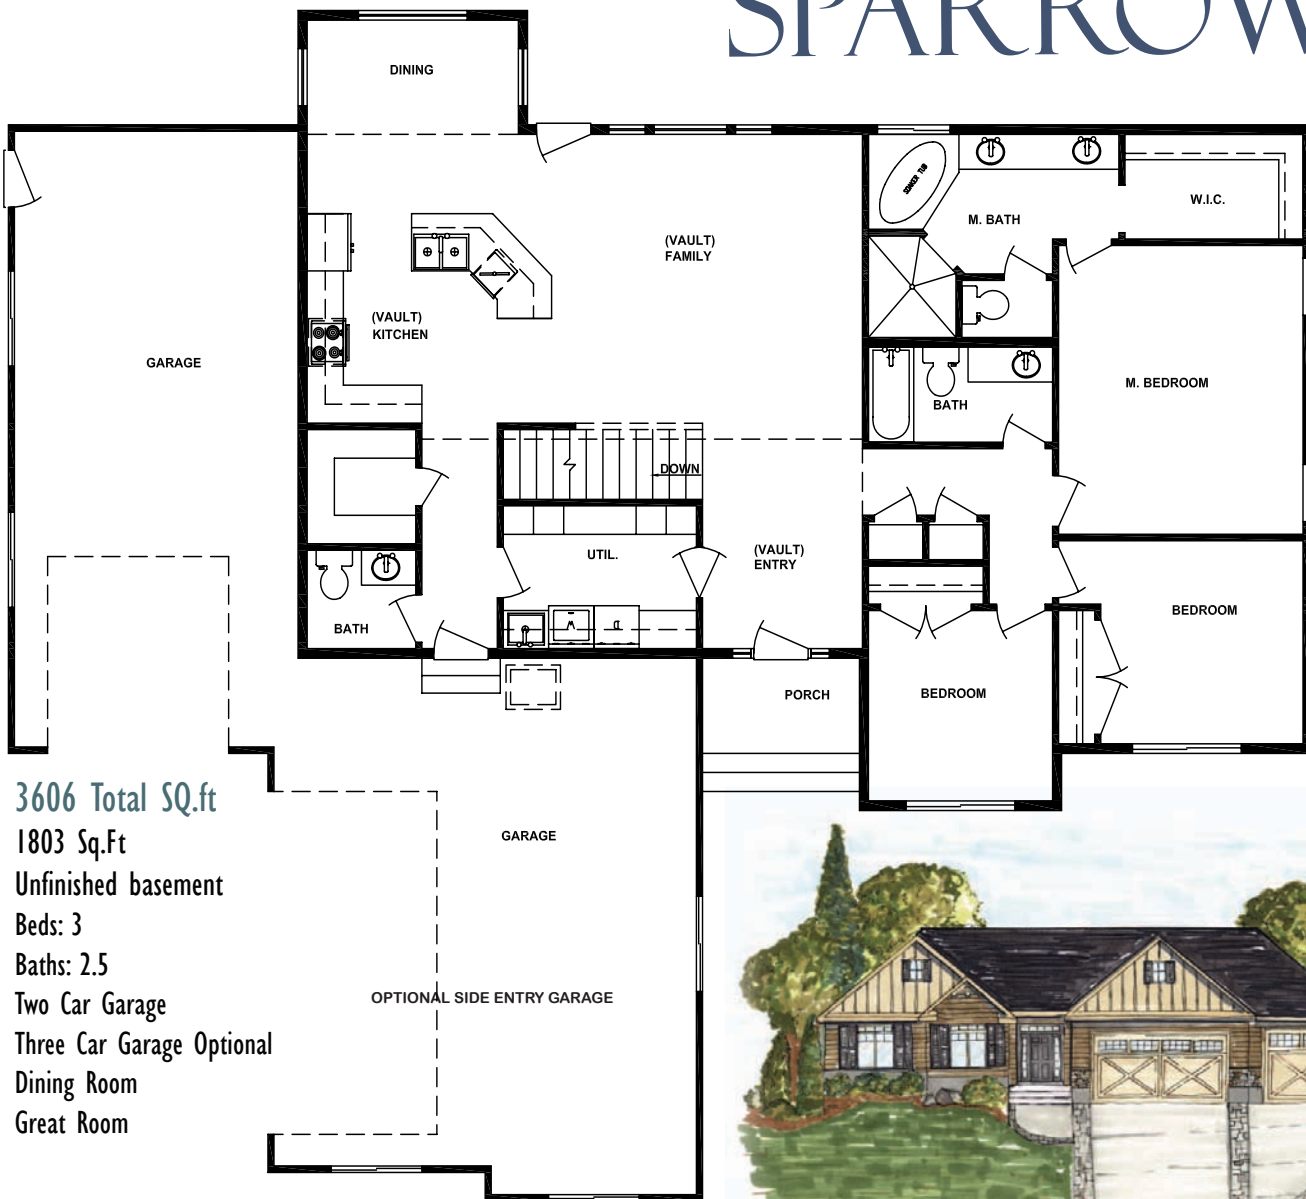 SPARROW
DINING
SOAKER TUB
M. BATH
W.I.C.
(VAULT)
FAMILY
(VAULT)
KITCHEN
GARAGE
M. BEDROOM
BATH
DOWN
UTIL.
(VAULT)
ENTRY
BEDROOM
BATH
PORCH
BEDROOM
GARAGE
OPTIONAL SIDE ENTRY GARAGE
3606 Total SQ.ft
1803 Sq.Ft
Unfinished basement
Beds: 3
Baths: 2.5
Two Car Garage
Three Car Garage Optional
Dining Room
Great Room